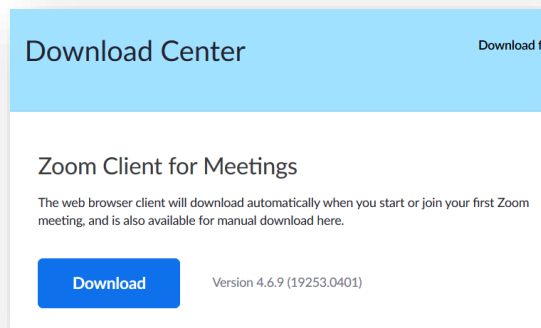 Download Center
Download f
Zoom Client for Meetings
The web browser client will download automatically when you start or join your first Zoom
meeting, and is also available for manual download here.
Download
Version 4.6.9 (19253.0401)